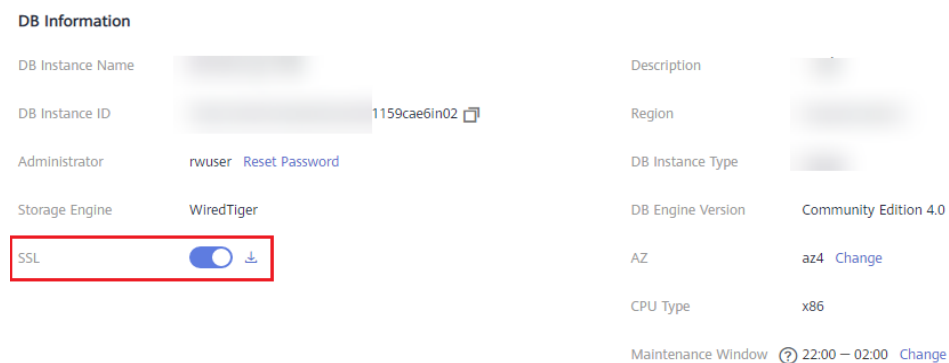 DB Information
DB Instance Name
Description
DB Instance ID 1159cae6in02
Region
Administrator rwuser Reset Password
DB Instance Type
Storage Engine WiredTiger
DB Engine Version Community Edition 4.0
SSL
AZ az4 Change
CPU Type x86
Maintenance Window ? 22:00 — 02:00 Change